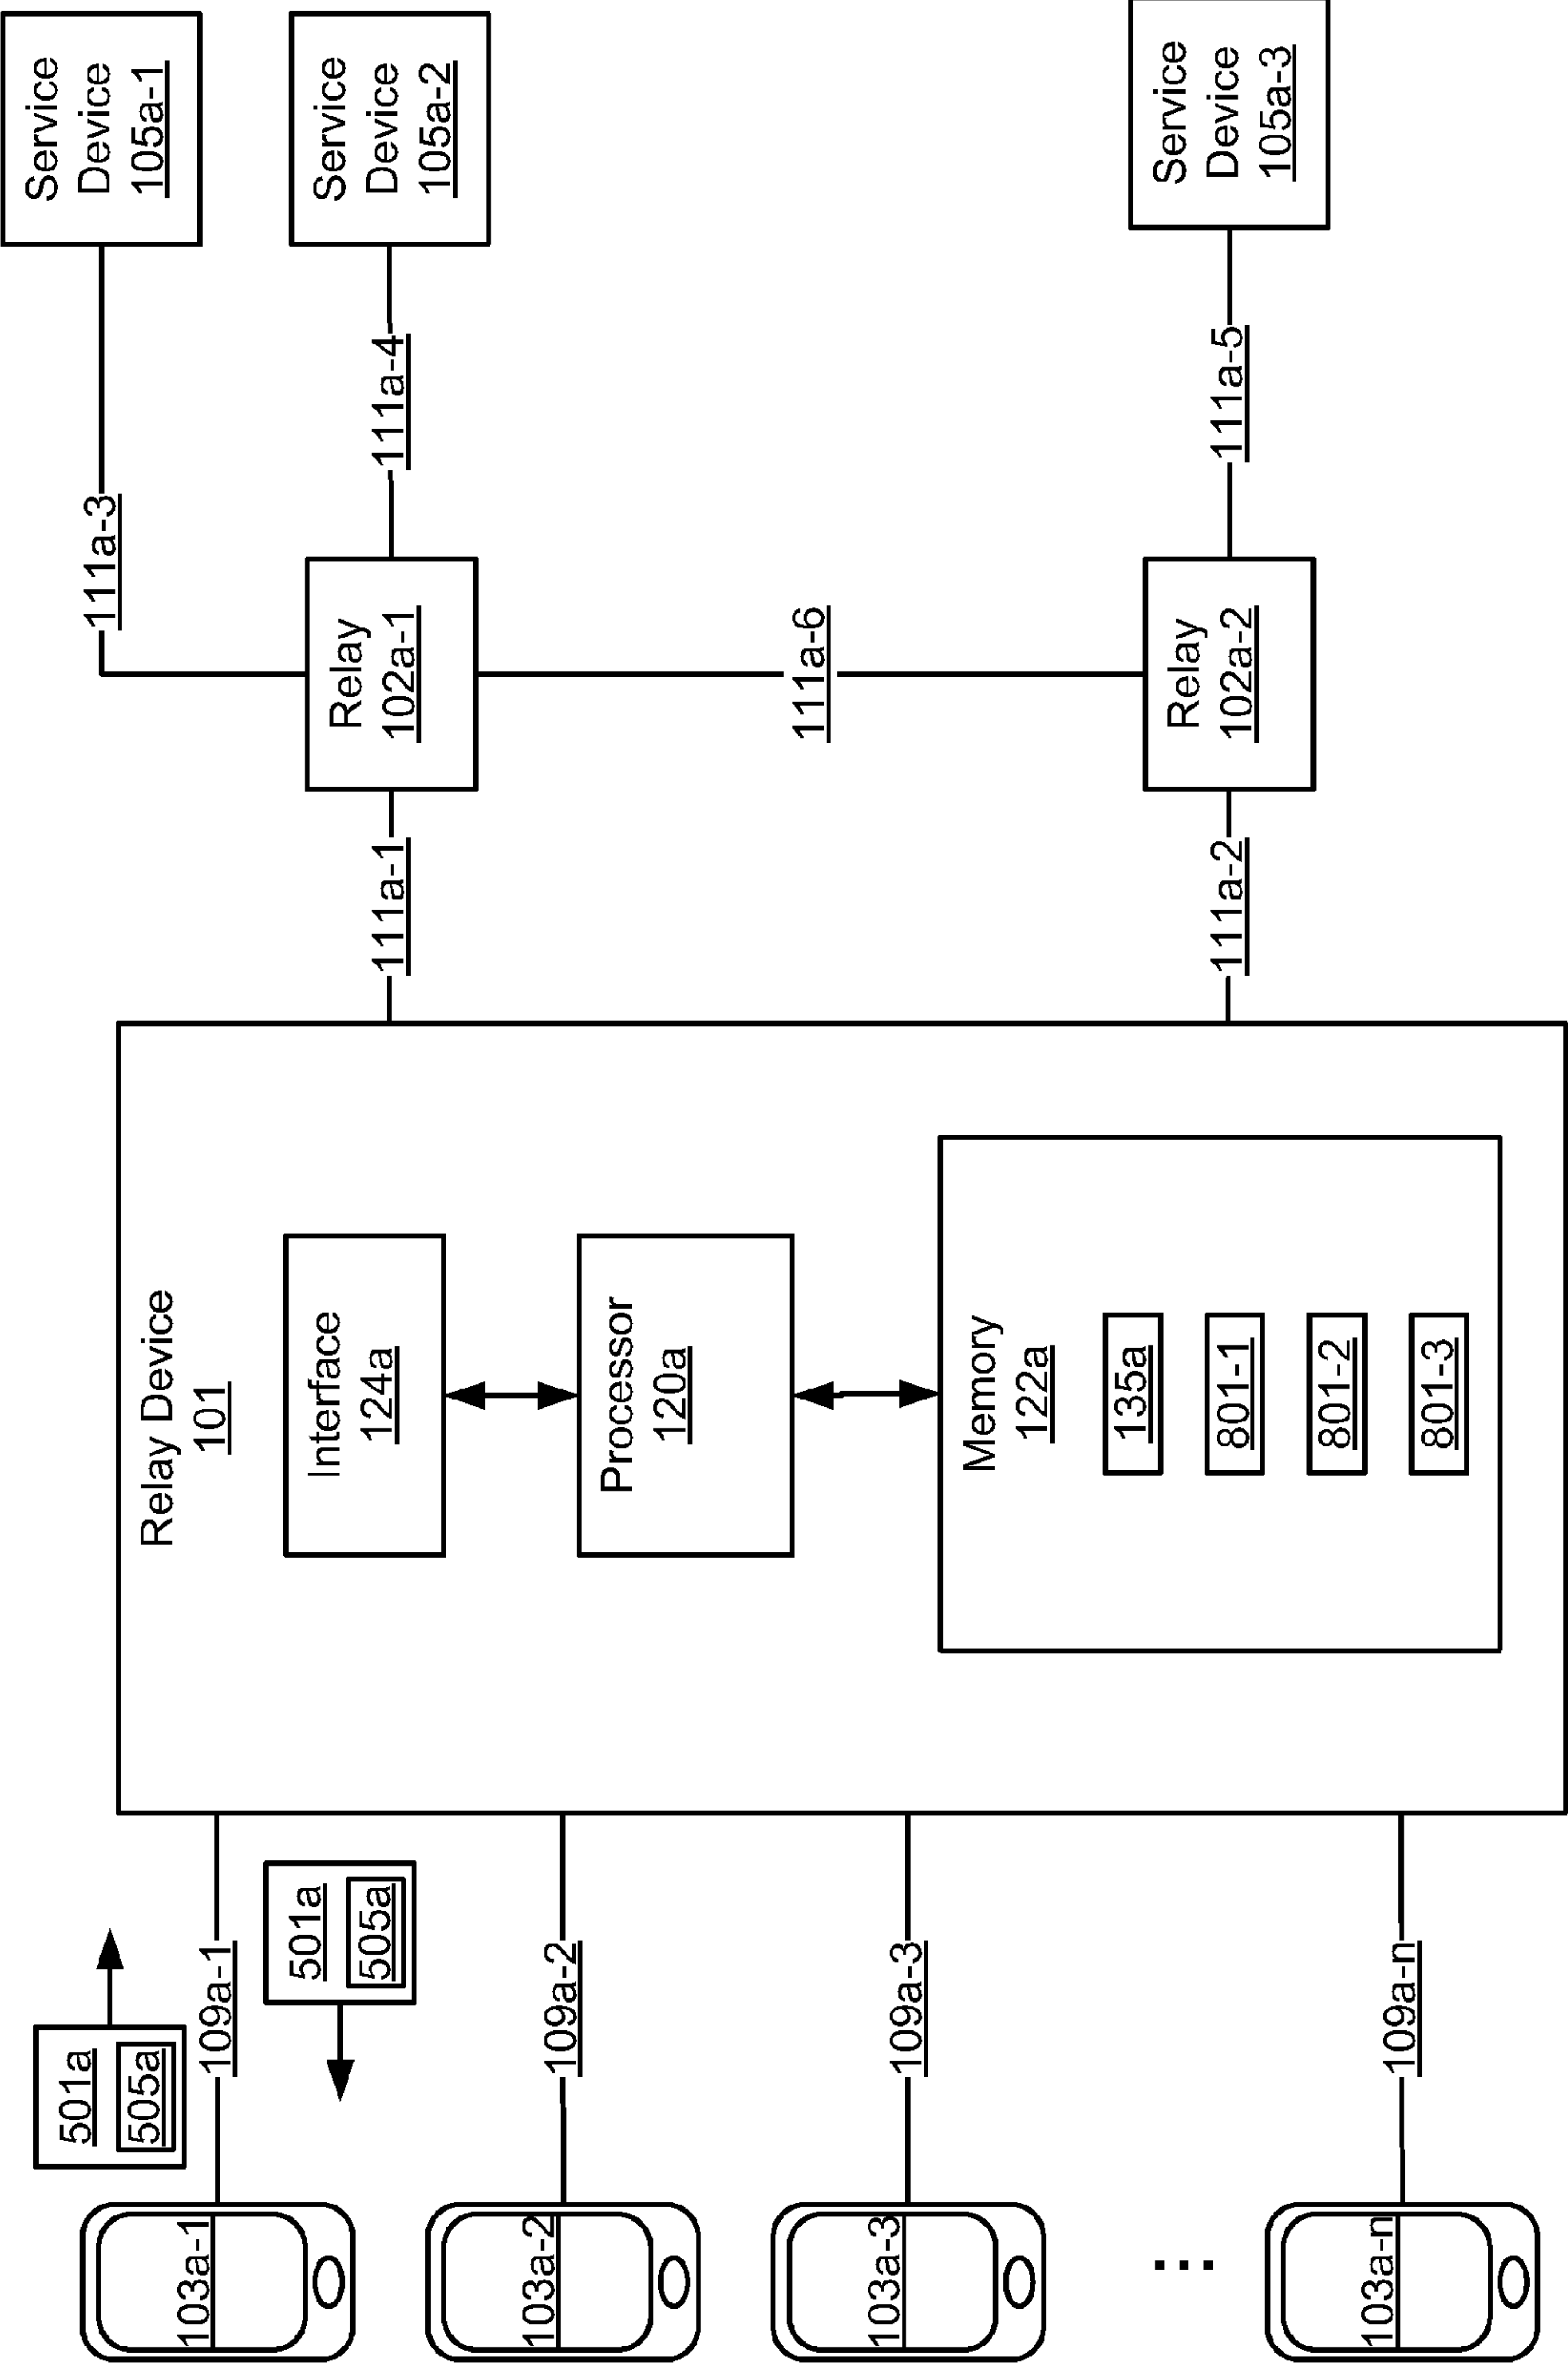 103a-1
103a-2
103a-3
...
103a-n
501a
505a
109a-1
501a
505a
109a-2
109a-3
109a-n
Relay Device
101
Interface
124a
Processor
120a
Memory
122a
135a
801-1
801-2
801-3
111a-1
111a-2
Relay
102a-1
111a-6
Relay
102a-2
111a-3
111a-4
111a-5
Service
Device
105a-1
Service
Device
105a-2
Service
Device
105a-3